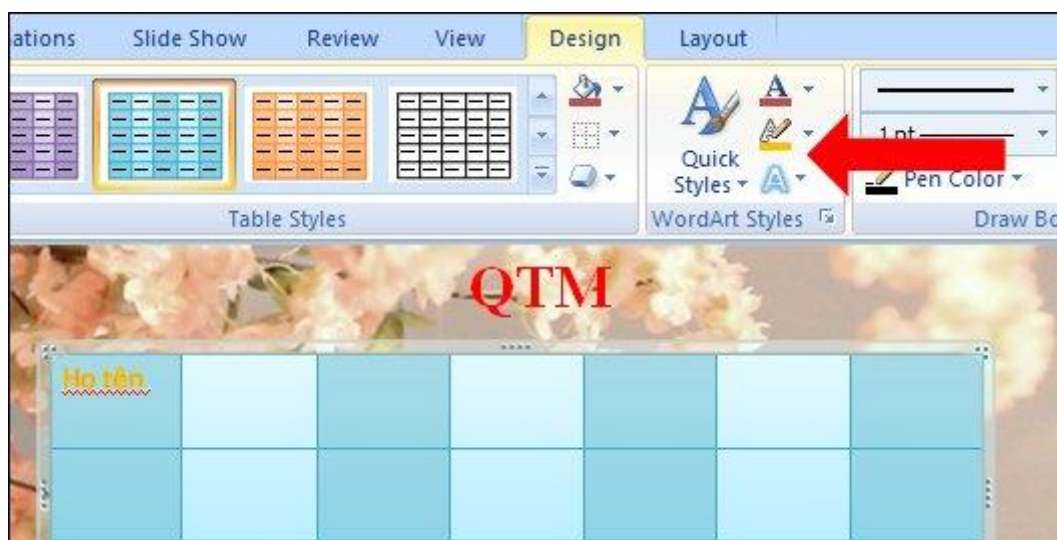 ations Slide Show Review View Design Layout
Quick
Styles
1 pt
Pen Color
Table Styles WordArt Styles Draw Bo
QTM
Họ tên